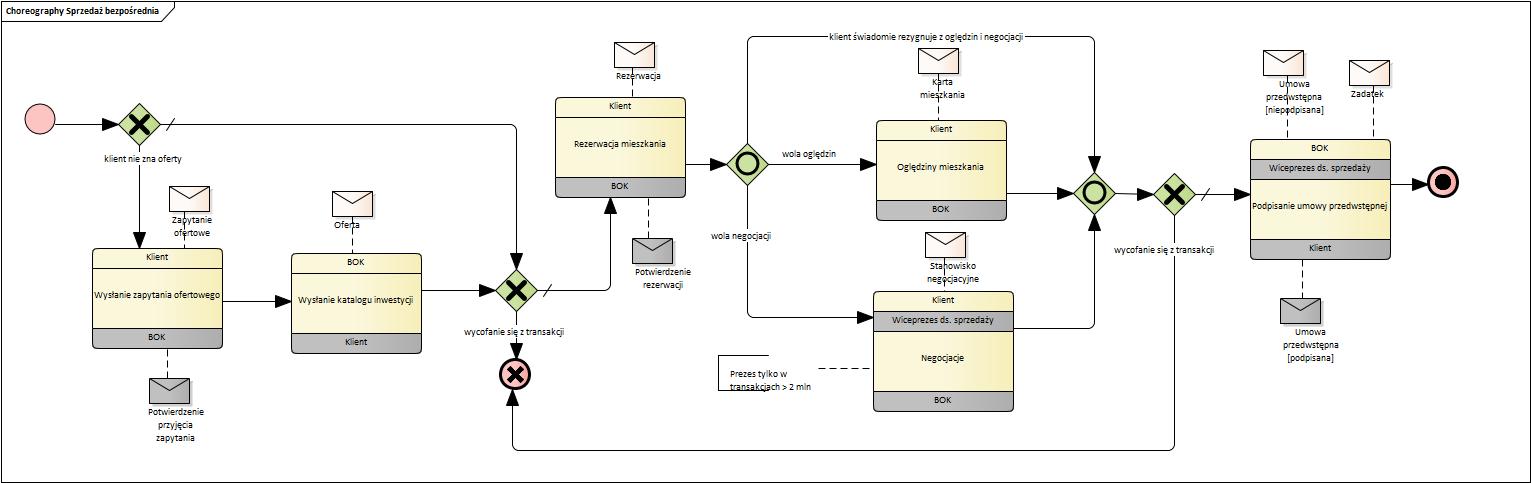 Choreography Sprzedaż bezpośrednia
klient nie zna oferty
Zapytanie
ofertowe
Klient
Wysłanie zapytania ofertowego
BOK
Potwierdzenie
przyjęcia
zapytania
Oferta
BOK
Wysłanie katalogu inwestycji
Klient
wycofanie się z transakcji
Rezerwacja
Klient
Rezerwacja mieszkania
BOK
Potwierdzenie
rezerwacji
klient świadomie rezygnuje z oględzin i negocjacji
wola oględzin
wola negocjacji
Karta
mieszkania
Klient
Oględziny mieszkania
BOK
Stanowisko
negocjacyjne
Klient
Wiceprezes ds. sprzedaży
Negocjacje
BOK
Prezes tylko w
transakcjach > 2 mln
wycofanie się z transakcji
Umowa
przedwstępna
[niepodpisana]
Zadatek
BOK
Wiceprezes ds. sprzedaży
Podpisanie umowy przedwstępnej
Klient
Umowa
przedwstępna
[podpisana]